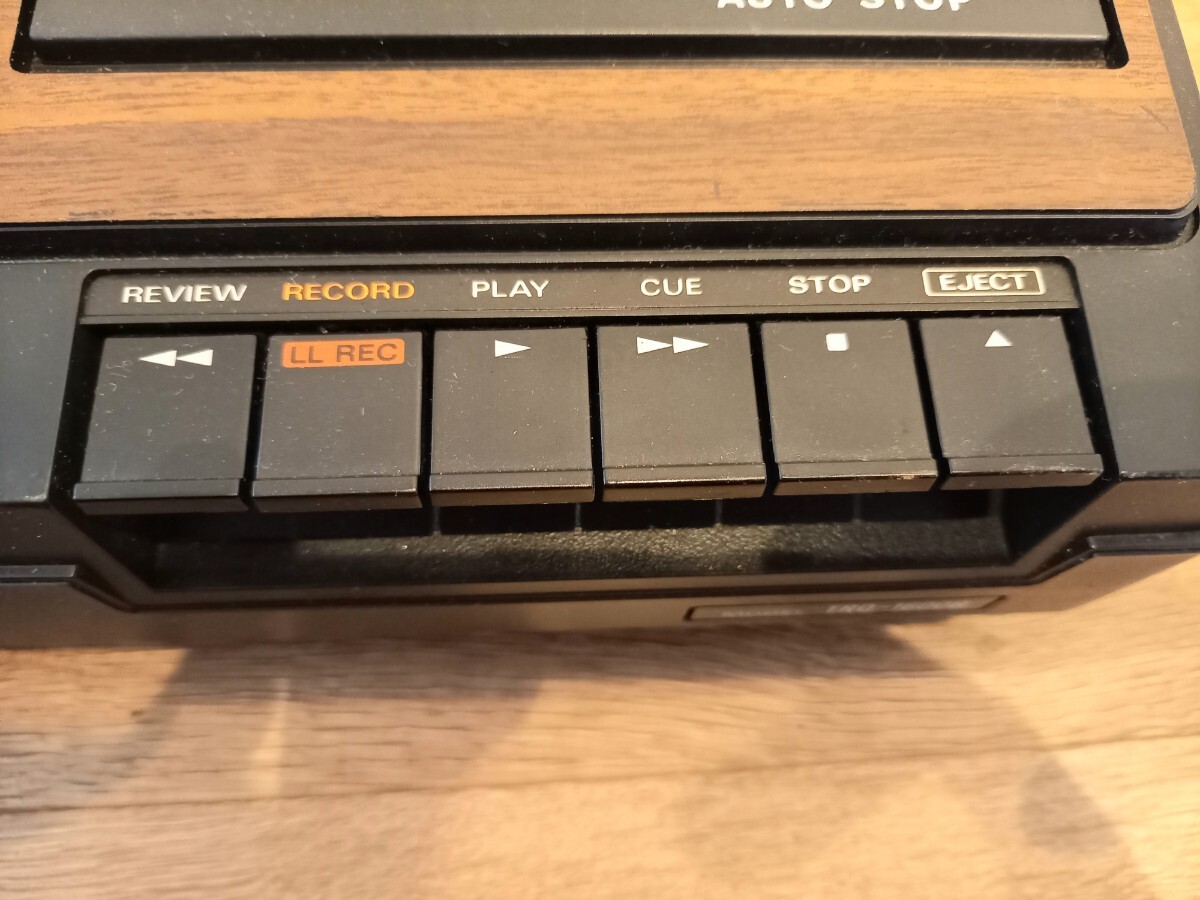 AUTO STOP
REVIEW RECORD PLAY CUE STOP EJECT
LL REC